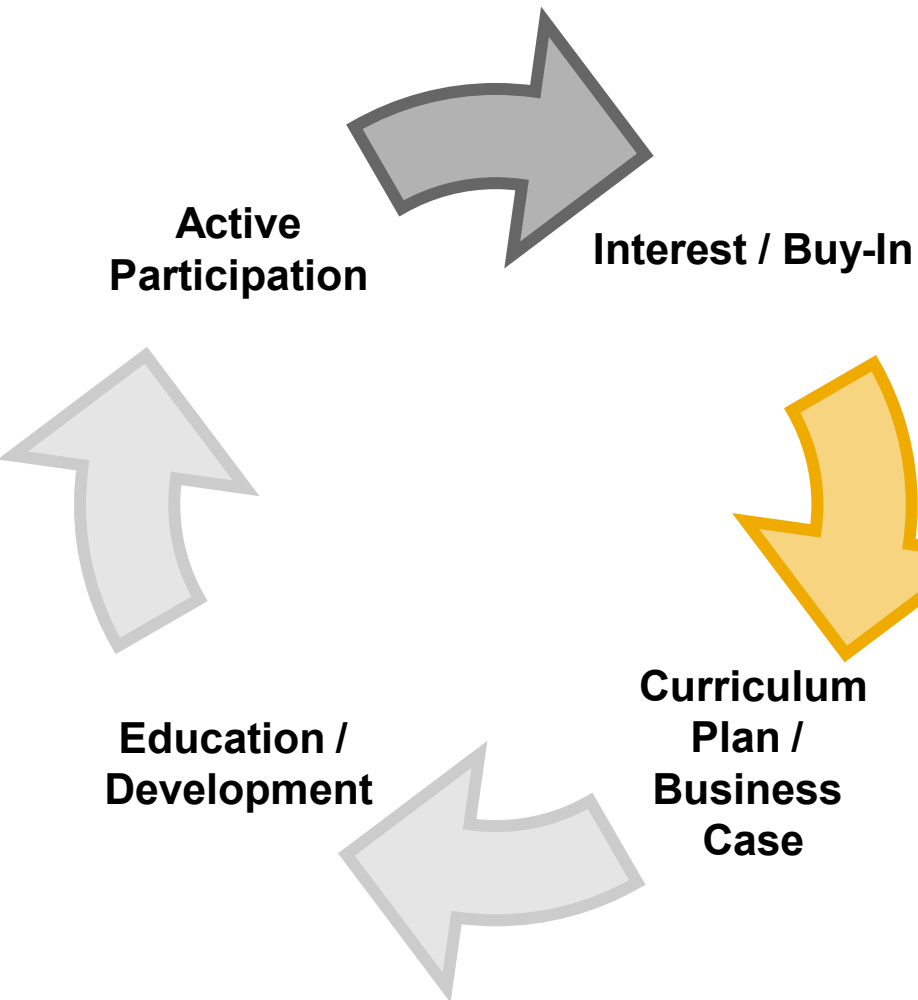 Active
Participation
Interest / Buy-In
Curriculum
Plan /
Business
Case
Education /
Development